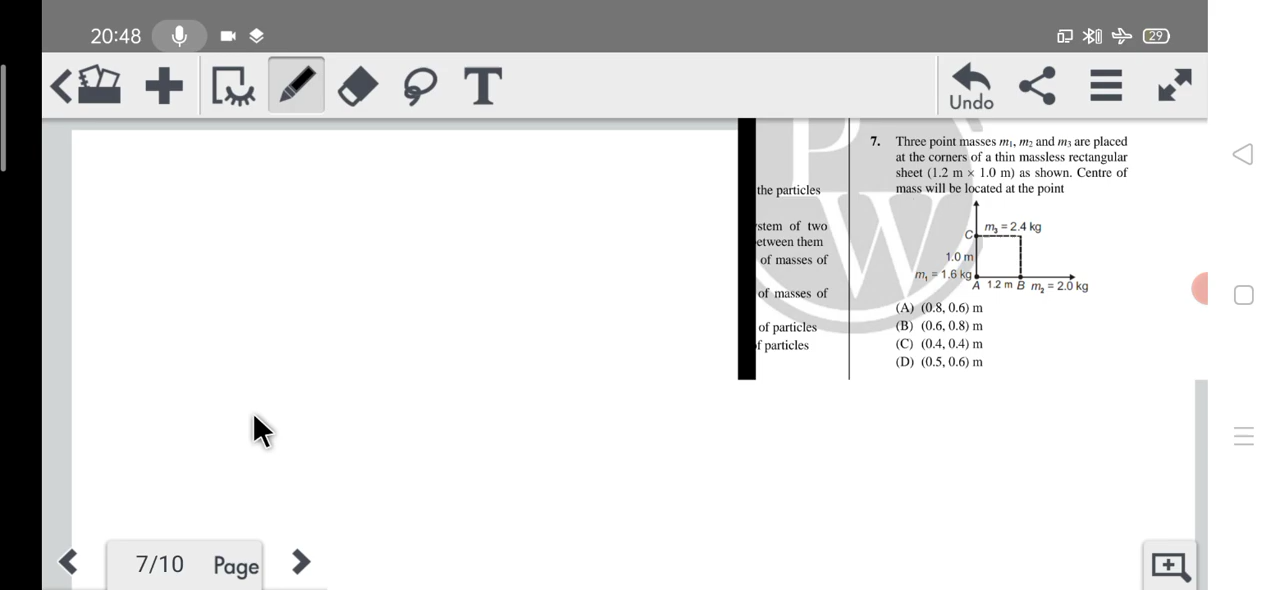 20:48
29
T
Undo
the particles
stem of two
etween them
of masses of
of masses of
of particles
f particles
7. Three point masses m₁, m₂ and m₃ are placed
at the corners of a thin massless rectangular
sheet (1.2 m × 1.0 m) as shown. Centre of
mass will be located at the point
C m₃ = 2.4 kg
1.0 m
m₁ = 1.6 kg
A 1.2 m B m₂ = 2.0 kg
(A) (0.8, 0.6) m
(B) (0.6, 0.8) m
(C) (0.4, 0.4) m
(D) (0.5, 0.6) m
P
W
7/10 Page